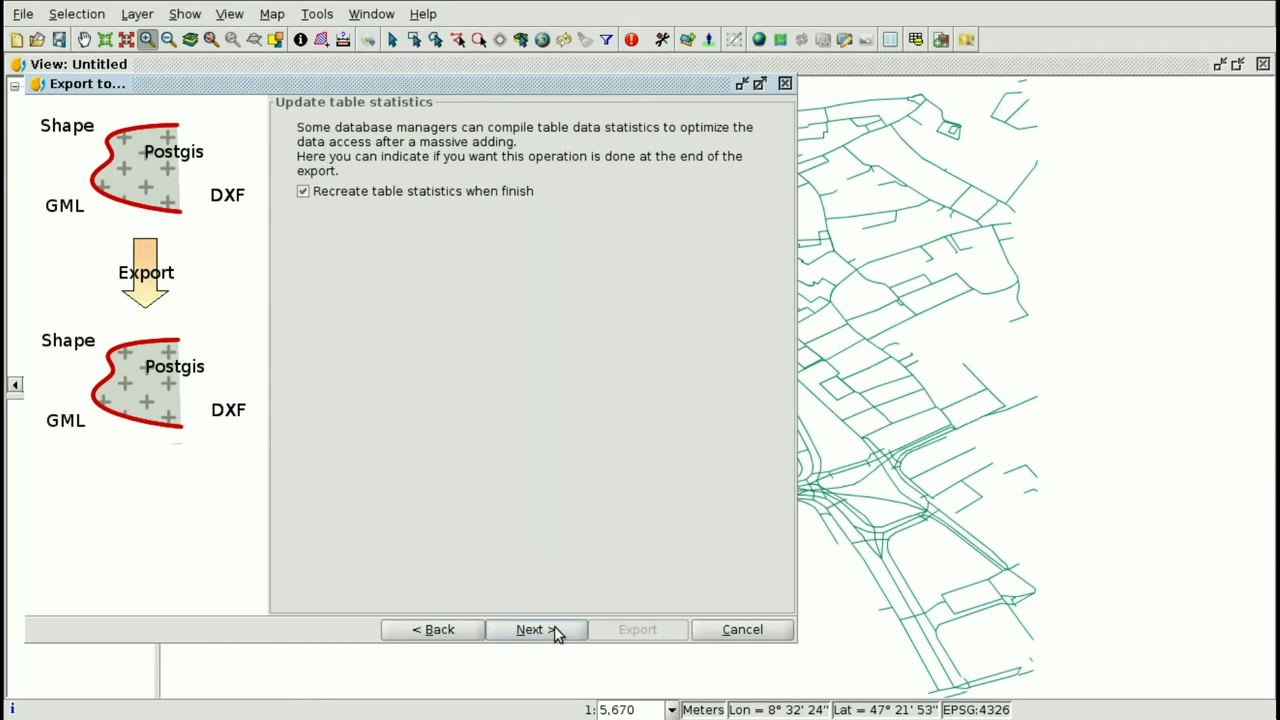 File Selection Layer Show View Map Tools Window Help
View: Untitled
Export to...
Shape
Postgis
GML
DXF
Export
Shape
Postgis
GML
DXF
Update table statistics
Some database managers can compile table data statistics to optimize the
data access after a massive adding.
Here you can indicate if you want this operation is done at the end of the
export.
Recreate table statistics when finish
< Back Next > Export Cancel
1: 5,670 Meters Lon = 8° 32' 24" Lat = 47° 21' 53" EPSG:4326